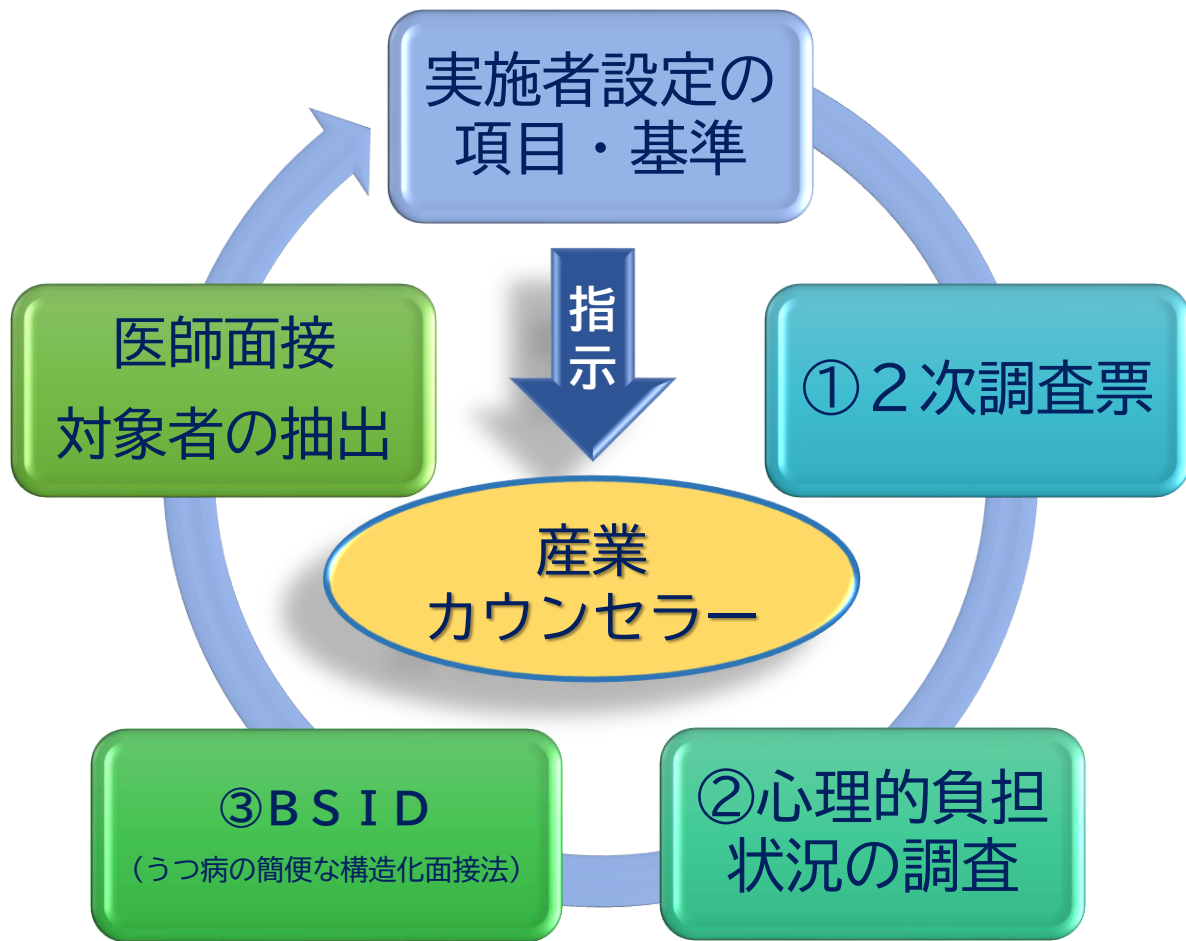 実施者設定の
項目・基準
指
示
医師面接
対象者の抽出
①２次調査票
産業
カウンセラー
③ＢＳＩＤ
（うつ病の簡便な構造化面接法）
②心理的負担
状況の調査